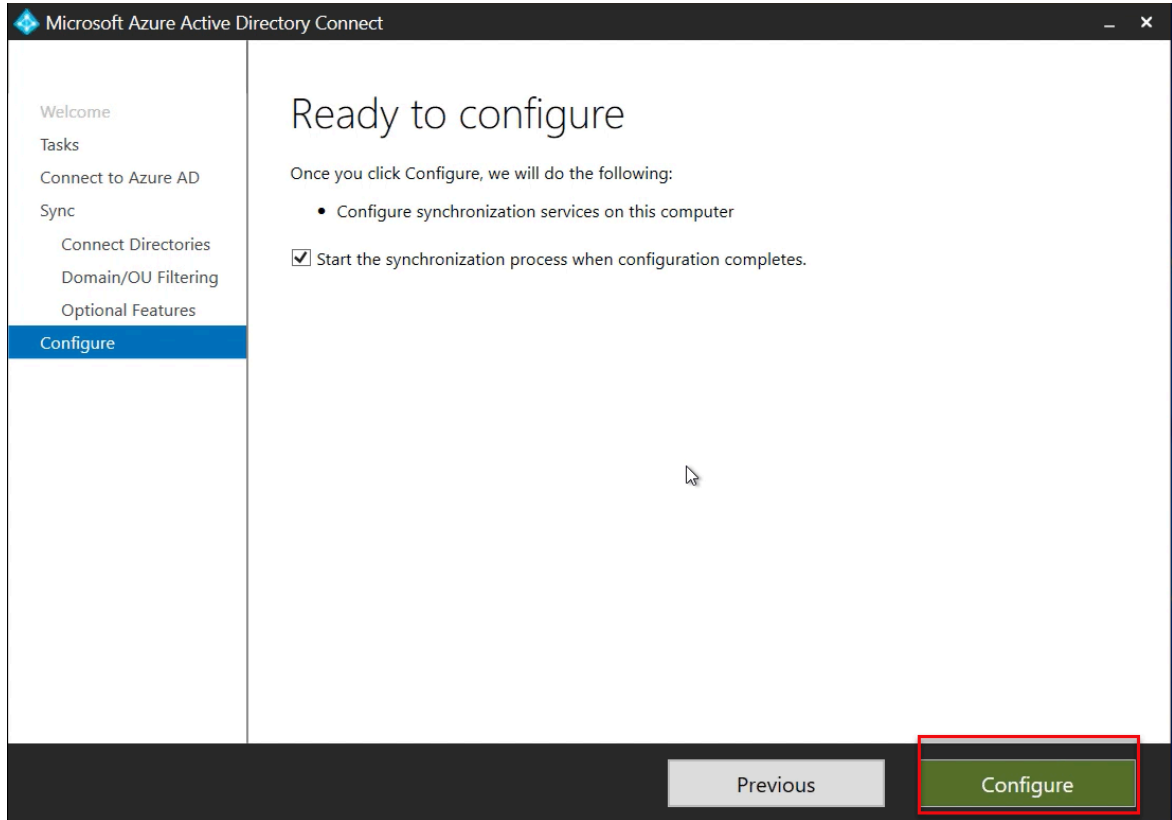 Microsoft Azure Active Directory Connect
Welcome
Tasks
Connect to Azure AD
Sync
Connect Directories
Domain/OU Filtering
Optional Features
Configure
Ready to configure
Once you click Configure, we will do the following:
• Configure synchronization services on this computer
Start the synchronization process when configuration completes.
Previous
Configure